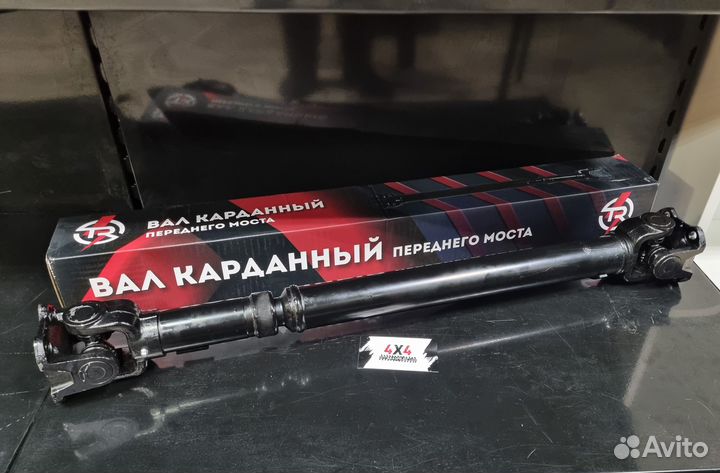 TR
ВАЛ КАРДАННЫЙ
ПЕРЕДНЕГО МОСТА
TR
ВАЛ КАРДАННЫЙ ПЕРЕДНЕГО МОСТА
4X4
Avito